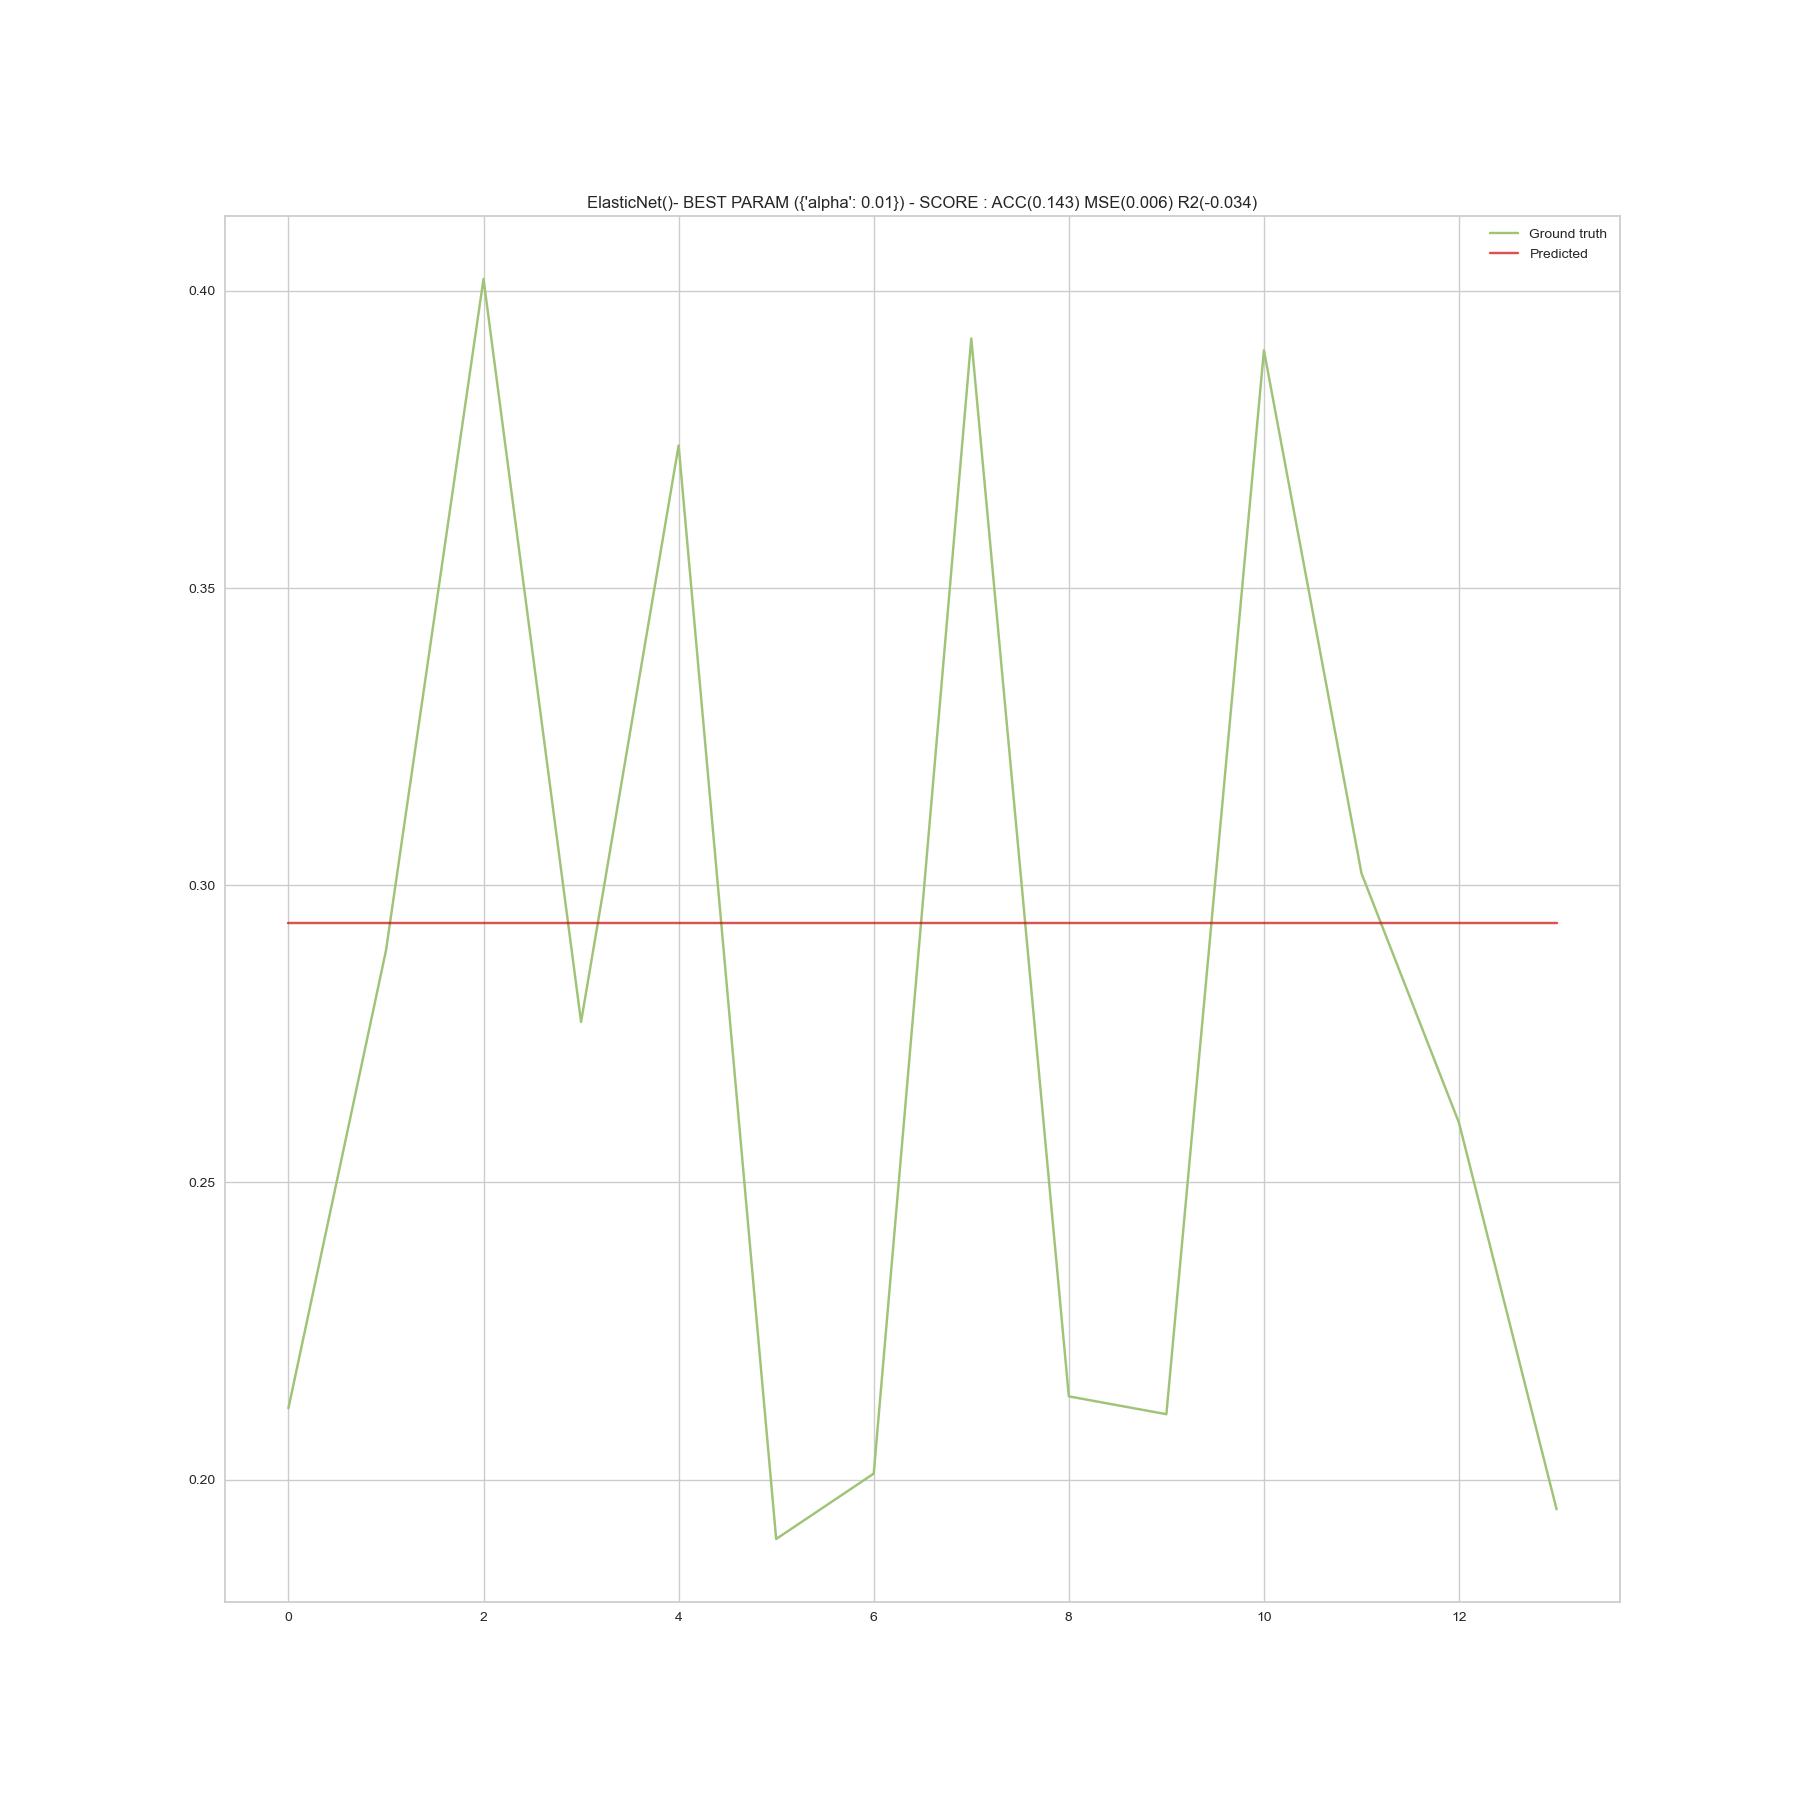 ElasticNet()- BEST PARAM ({'alpha': 0.01}) - SCORE : ACC(0.143) MSE(0.006) R2(-0.034)
Ground truth
Predicted
0.40
0.35
0.30
0.25
0.20
0 2 4 6 8 10 12